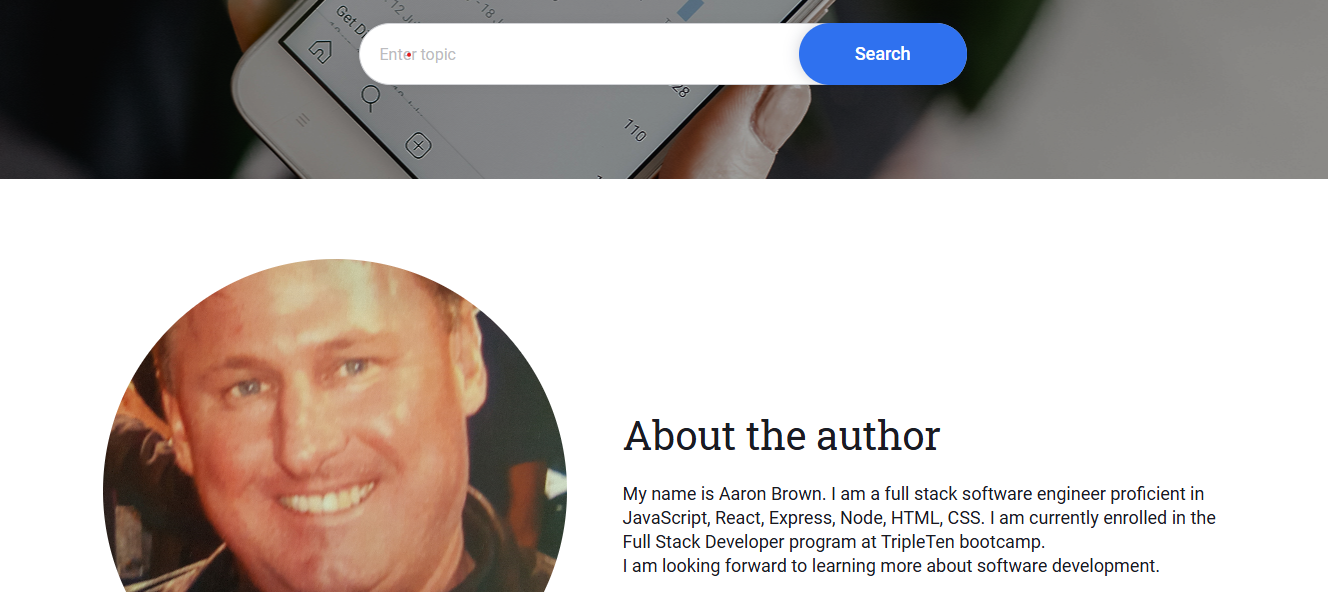 Enter topic
Search
28
110
About the author
My name is Aaron Brown. I am a full stack software engineer proficient in
JavaScript, React, Express, Node, HTML, CSS. I am currently enrolled in the
Full Stack Developer program at TripleTen bootcamp.
I am looking forward to learning more about software development.